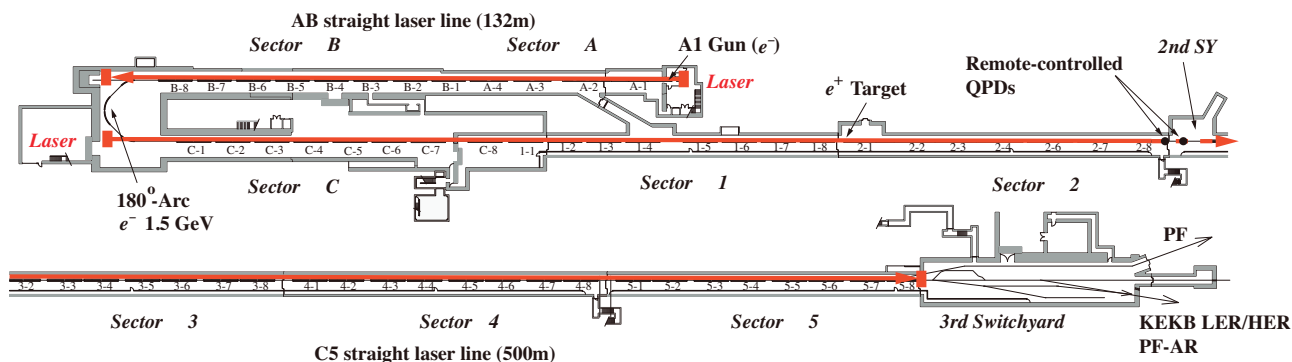 AB straight laser line (132m)
Sector B
Sector A
A1 Gun (e⁻)
2nd SY
Remote-controlled
QPDs
Laser
e⁺ Target
B-8 B-7 B-6 B-5 B-4 B-3 B-2 B-1 A-4 A-3 A-2 A-1
Laser
C-1 C-2 C-3 C-4 C-5 C-6 C-7 C-8 1-1 1-2 1-3 1-4 1-5 1-6 1-7 1-8 2-1 2-2 2-3 2-4 2-6 2-7 2-8
Sector C
Sector 1
Sector 2
180°-Arc
e⁻ 1.5 GeV
PF
3-2 3-3 3-4 3-5 3-6 3-7 3-8 4-1 4-2 4-3 4-4 4-5 4-6 4-7 4-8 5-1 5-2 5-3 5-4 5-5 5-6 5-7 5-8
Sector 3
Sector 4
Sector 5
3rd Switchyard
KEKB LER/HER
PF-AR
C5 straight laser line (500m)